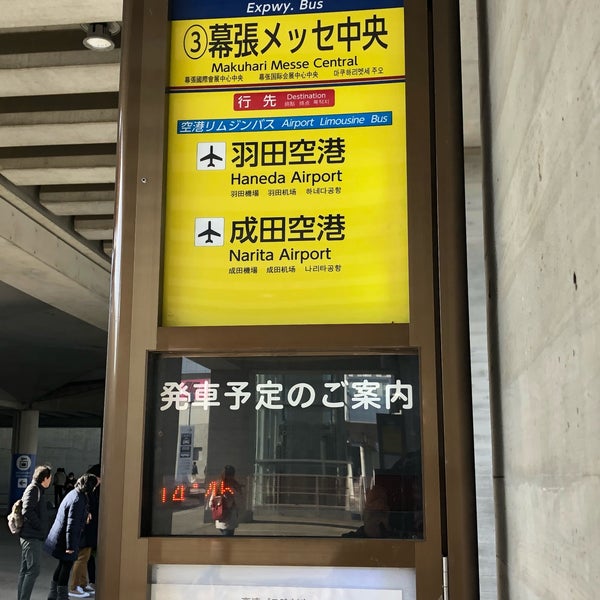 Expwy. Bus
③幕張メッセ中央
Makuhari Messe Central
幕張國際會展中心中央 幕張国际会展中心中央 마쿠하리멧세 주오
行先 Destination
空港リムジンバス Airport Limousine Bus
羽田空港
Haneda Airport
羽田機場 羽田机场 하네다공항
成田空港
Narita Airport
成田機場 成田机场 나리타공항
発車予定のご案内